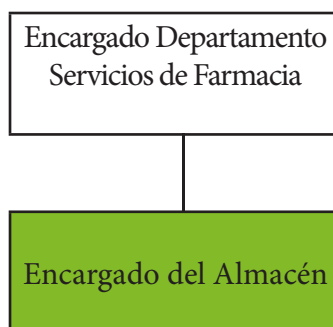 Encargado Departamento
Servicios de Farmacia
Encargado del Almacén